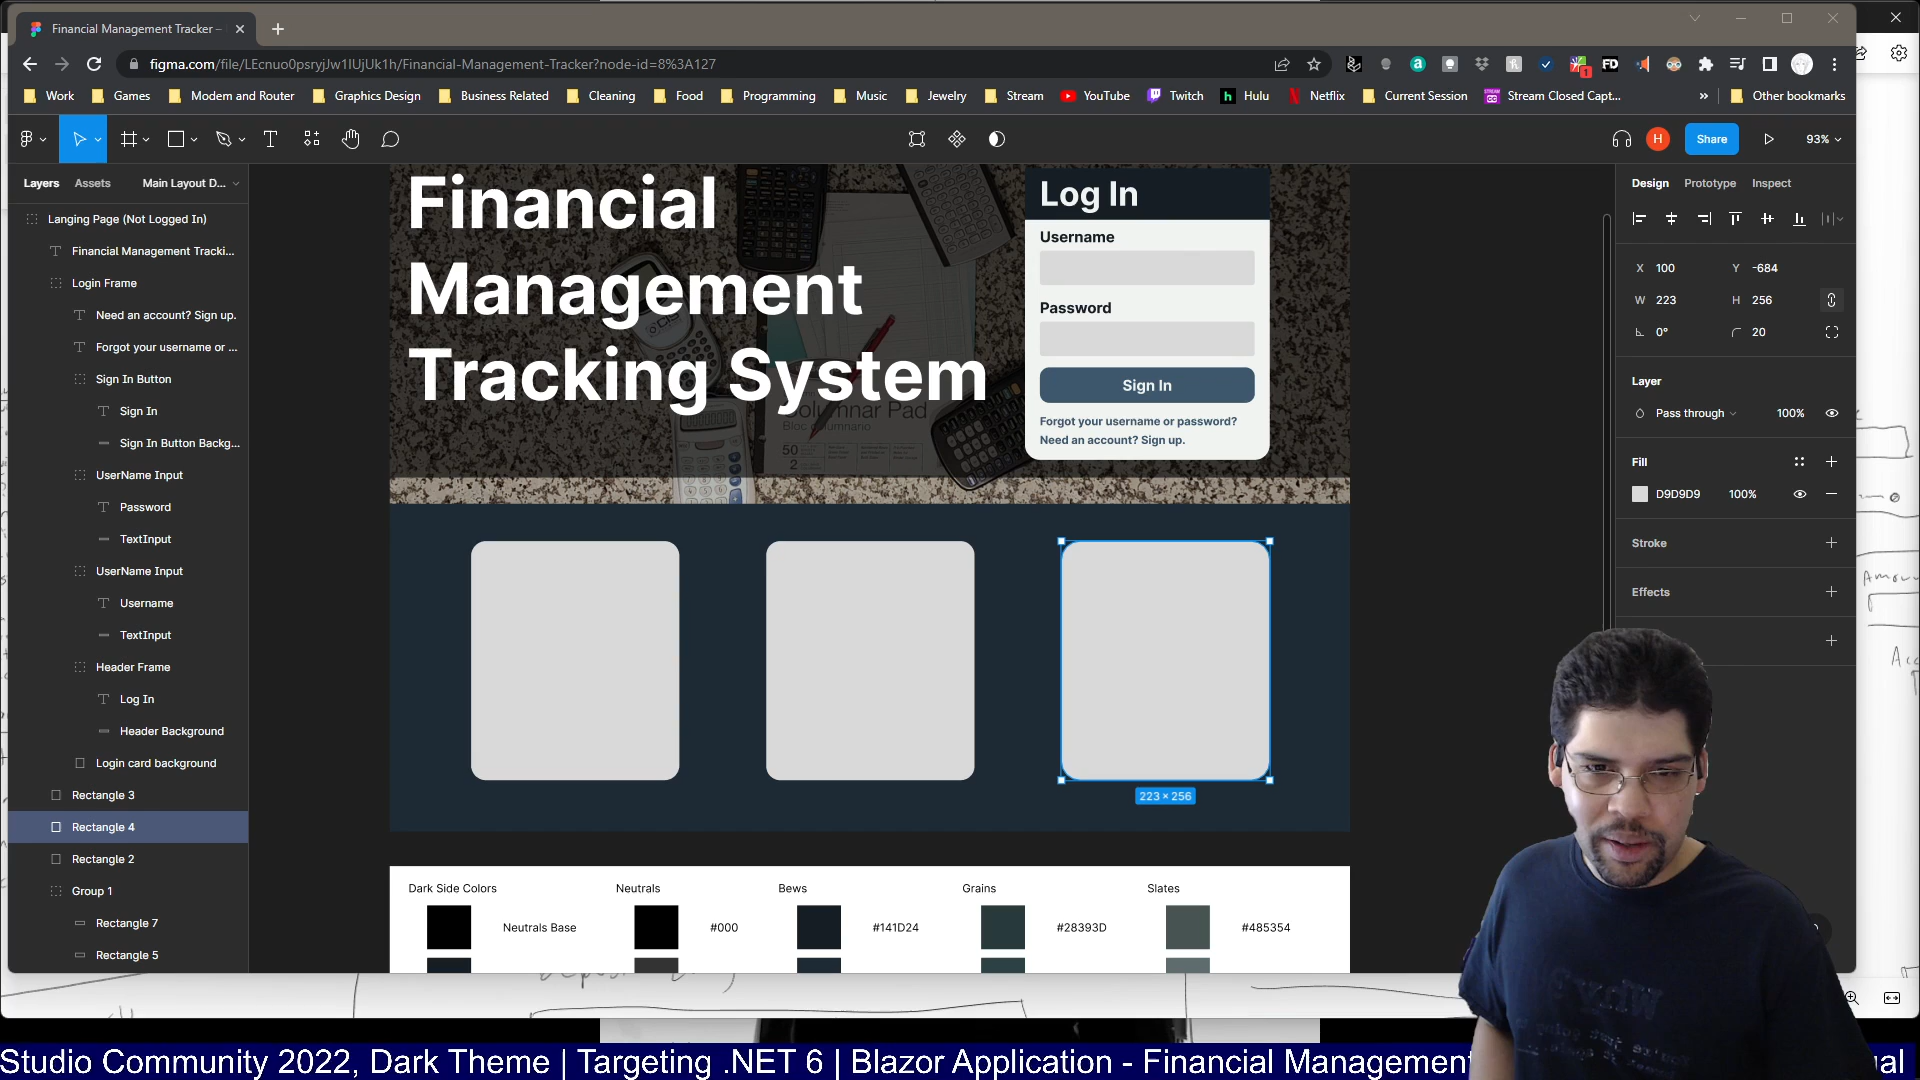 Financial Management Tracker –
figma.com/file/LEcnuo0psryjJw1IUjUk1h/Financial-Management-Tracker?node-id=8%3A127
Work
Games
Modem and Router
Graphics Design
Business Related
Cleaning
Food
Programming
Music
Jewelry
Stream
YouTube
Twitch
Hulu
Netflix
Current Session
Stream Closed Capt...
»
Other bookmarks
H
Share
93%
Layers
Assets
Main Layout D...
Langing Page (Not Logged In)
Financial Management Tracki...
Login Frame
Need an account? Sign up.
Forgot your username or ...
Sign In Button
Sign In
Sign In Button Backg...
UserName Input
Password
TextInput
UserName Input
Username
TextInput
Header Frame
Log In
Header Background
Login card background
Rectangle 3
Rectangle 4
Rectangle 2
Group 1
Rectangle 7
Rectangle 5
Financial
Management
Tracking System
Columnar Pad
Bloc columnario
50
2
Log In
Username
Password
Sign In
Forgot your username or password?
Need an account? Sign up.
223 × 256
Dark Side Colors
Neutrals
Bews
Grains
Slates
Neutrals Base
#000
#141D24
#28393D
#485354
Design
Prototype
Inspect
X 100
Y -684
W 223
H 256
0°
20
Layer
Pass through
100%
Fill
D9D9D9
100%
Stroke
Effects
Studio Community 2022, Dark Theme | Targeting .NET 6 | Blazor Application - Financial Management